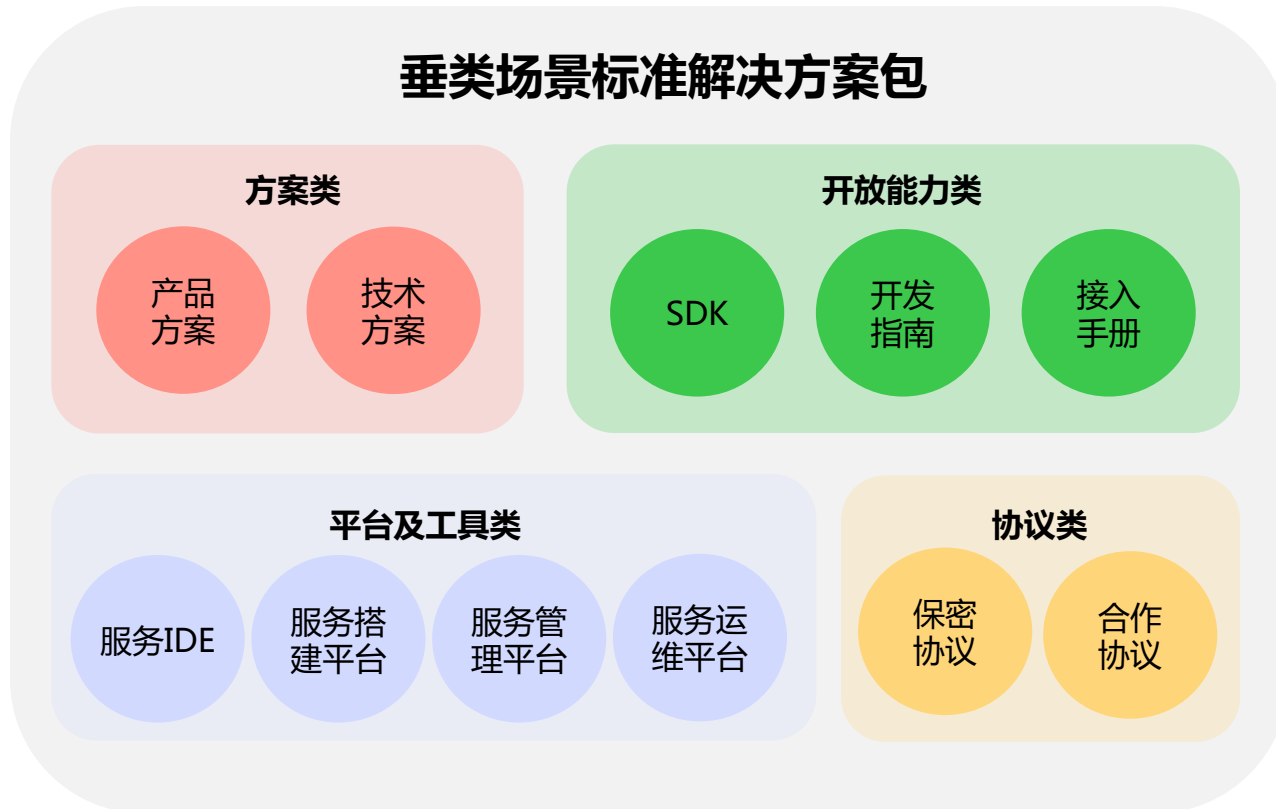 垂类场景标准解决方案包
方案类
产品
方案
技术
方案
开放能力类
SDK
开发
指南
接入
手册
平台及工具类
服务IDE
服务搭
建平台
服务管
理平台
服务运
维平台
协议类
保密
协议
合作
协议